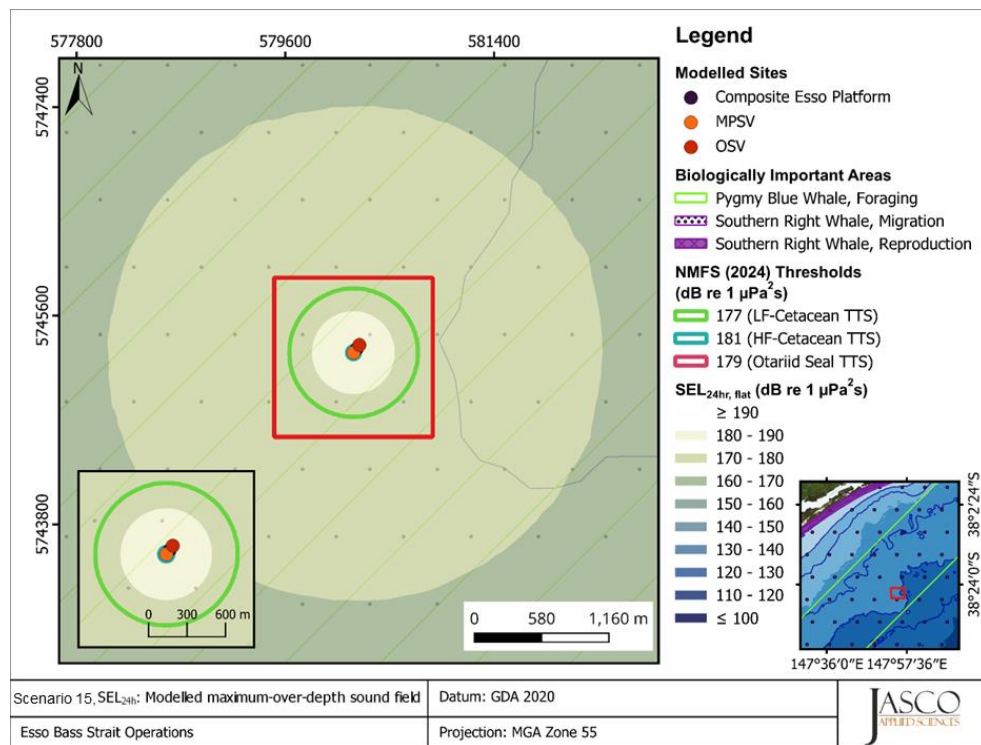 577800
579600
581400
5747400
5745600
5743800
N
0 300 600 m
0 580 1,160 m
Legend
Modelled Sites
Composite Esso Platform
MPSV
OSV
Biologically Important Areas
Pygmy Blue Whale, Foraging
Southern Right Whale, Migration
Southern Right Whale, Reproduction
NMFS (2024) Thresholds
(dB re 1 µPa²s)
177 (LF-Cetacean TTS)
181 (HF-Cetacean TTS)
179 (Otariid Seal TTS)
SEL24hr, flat (dB re 1 µPa²s)
≥ 190
180 - 190
170 - 180
160 - 170
150 - 160
140 - 150
130 - 140
120 - 130
110 - 120
≤ 100
38°2'24"S
38°24'0"S
147°36'0"E 147°57'36"E
Scenario 15, SEL24h: Modelled maximum-over-depth sound field
Datum: GDA 2020
Esso Bass Strait Operations
Projection: MGA Zone 55
JASCO
APPLIED SCIENCES